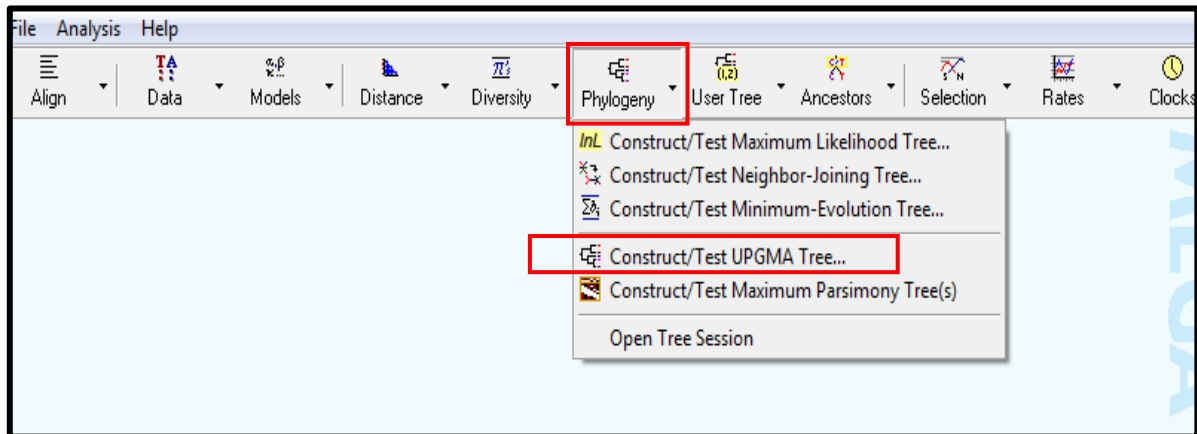 File Analysis Help
Align Data Models Distance Diversity Phylogeny User Tree Ancestors Selection Rates Clocks
lnL Construct/Test Maximum Likelihood Tree...
Construct/Test Neighbor-Joining Tree...
Construct/Test Minimum-Evolution Tree...
Construct/Test UPGMA Tree...
Construct/Test Maximum Parsimony Tree(s)
Open Tree Session
MEGA